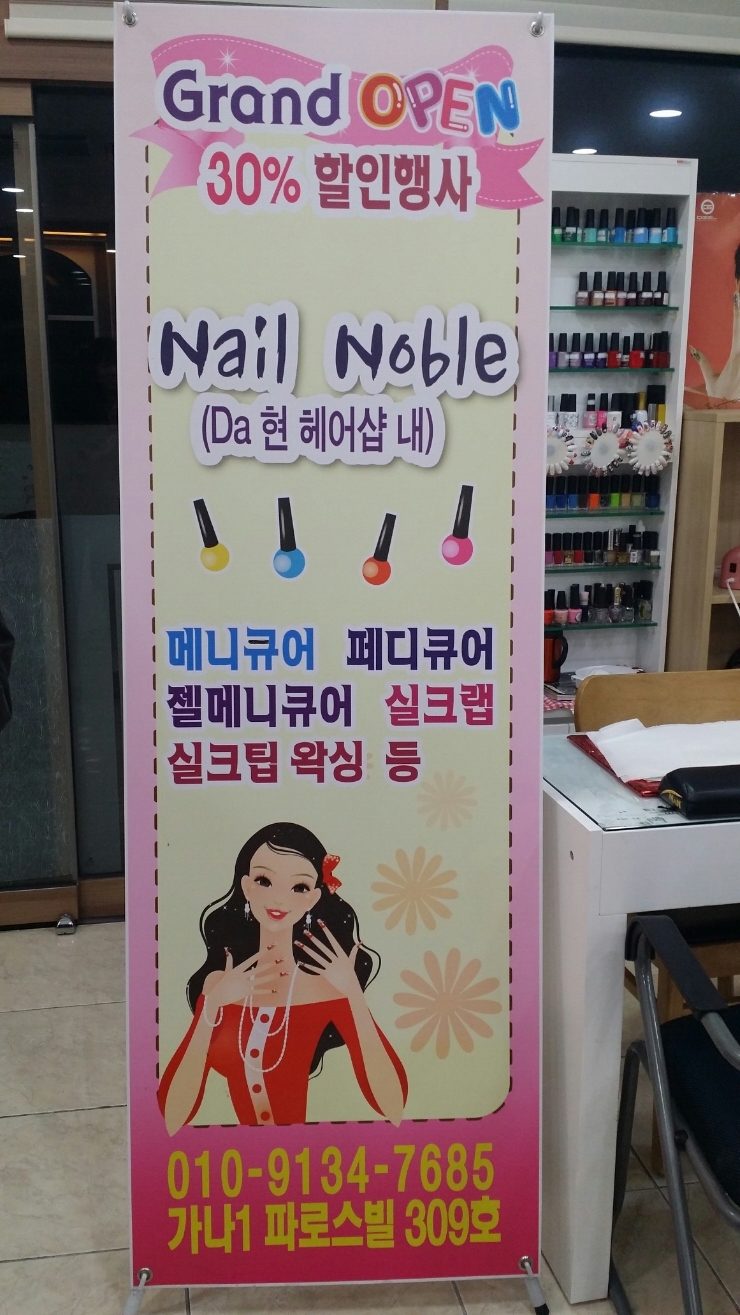 Grand OPEN
30% 할인행사
Nail Noble
(Da 현 헤어샵 내)
메니큐어 페디큐어
젤메니큐어 실크랩
실크팁 왁싱 등
010-9134-7685
가나1 파로스빌 309호